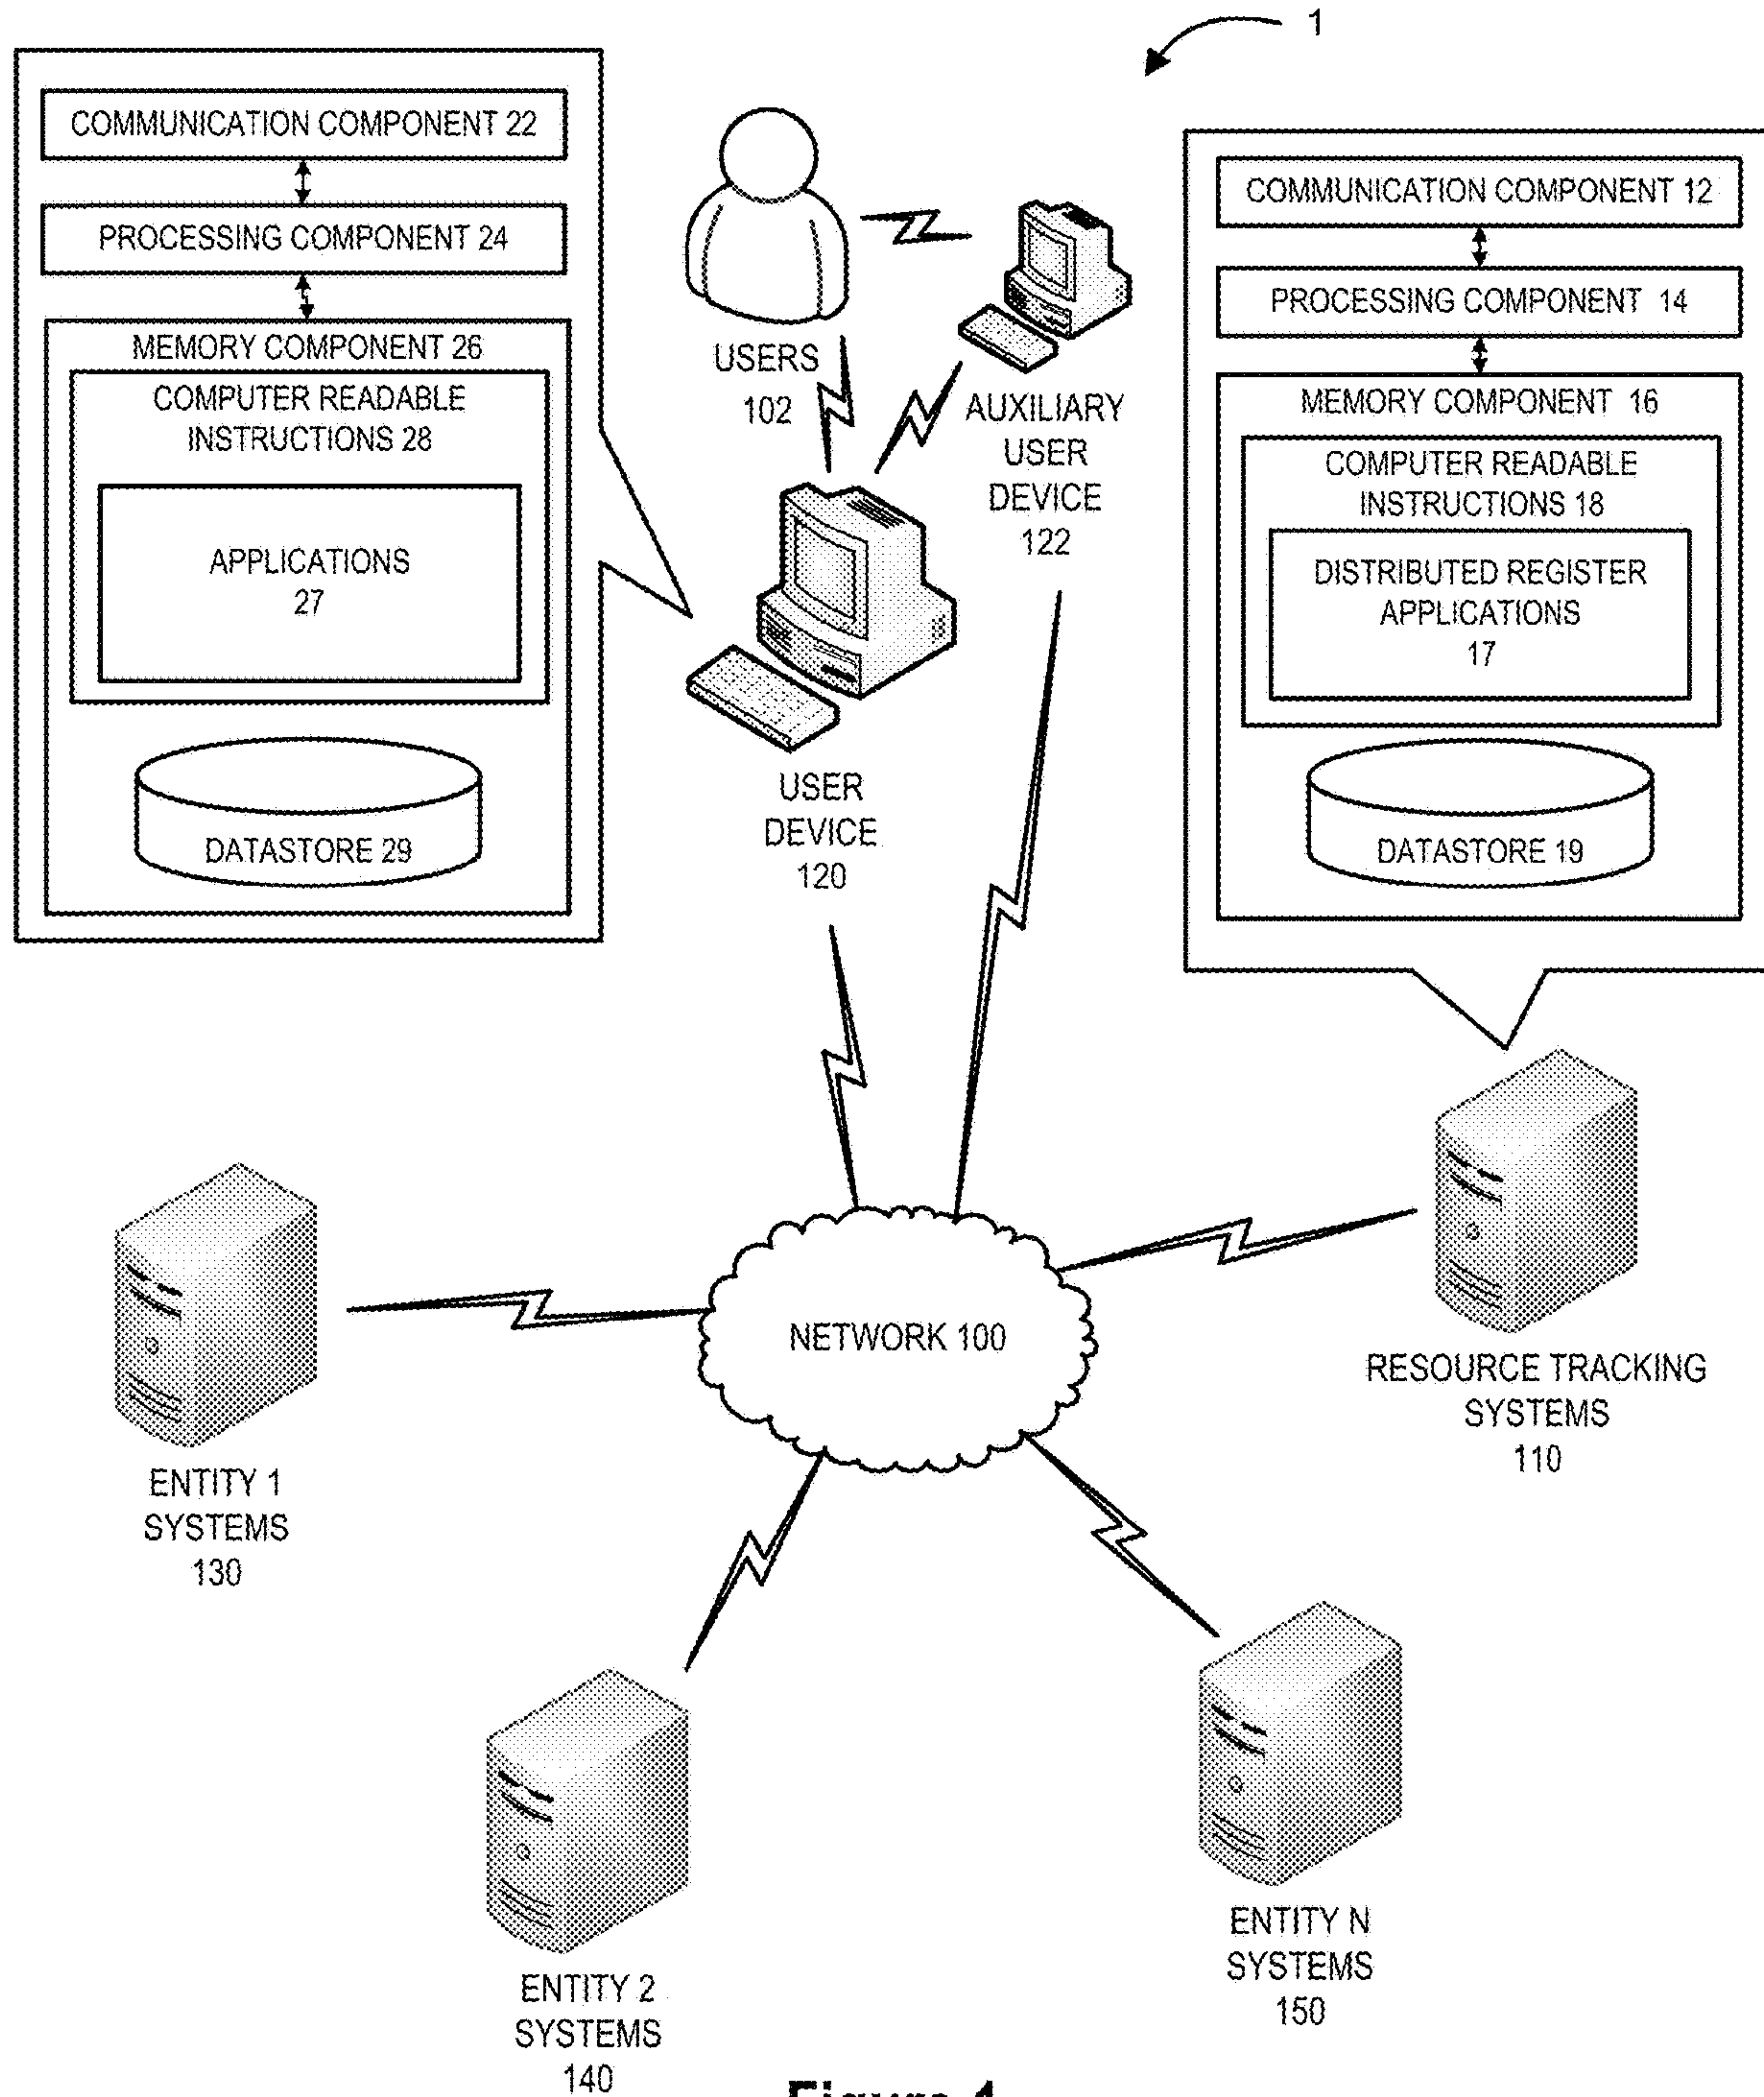 1
COMMUNICATION COMPONENT 22
PROCESSING COMPONENT 24
MEMORY COMPONENT 26
COMPUTER READABLE
INSTRUCTIONS 28
APPLICATIONS
27
DATASTORE 29
USERS
102
AUXILIARY
USER
DEVICE
122
USER
DEVICE
120
COMMUNICATION COMPONENT 12
PROCESSING COMPONENT 14
MEMORY COMPONENT 16
COMPUTER READABLE
INSTRUCTIONS 18
DISTRIBUTED REGISTER
APPLICATIONS
17
DATASTORE 19
NETWORK 100
RESOURCE TRACKING
SYSTEMS
110
ENTITY 1
SYSTEMS
130
ENTITY 2
SYSTEMS
140
ENTITY N
SYSTEMS
150
Figure 1